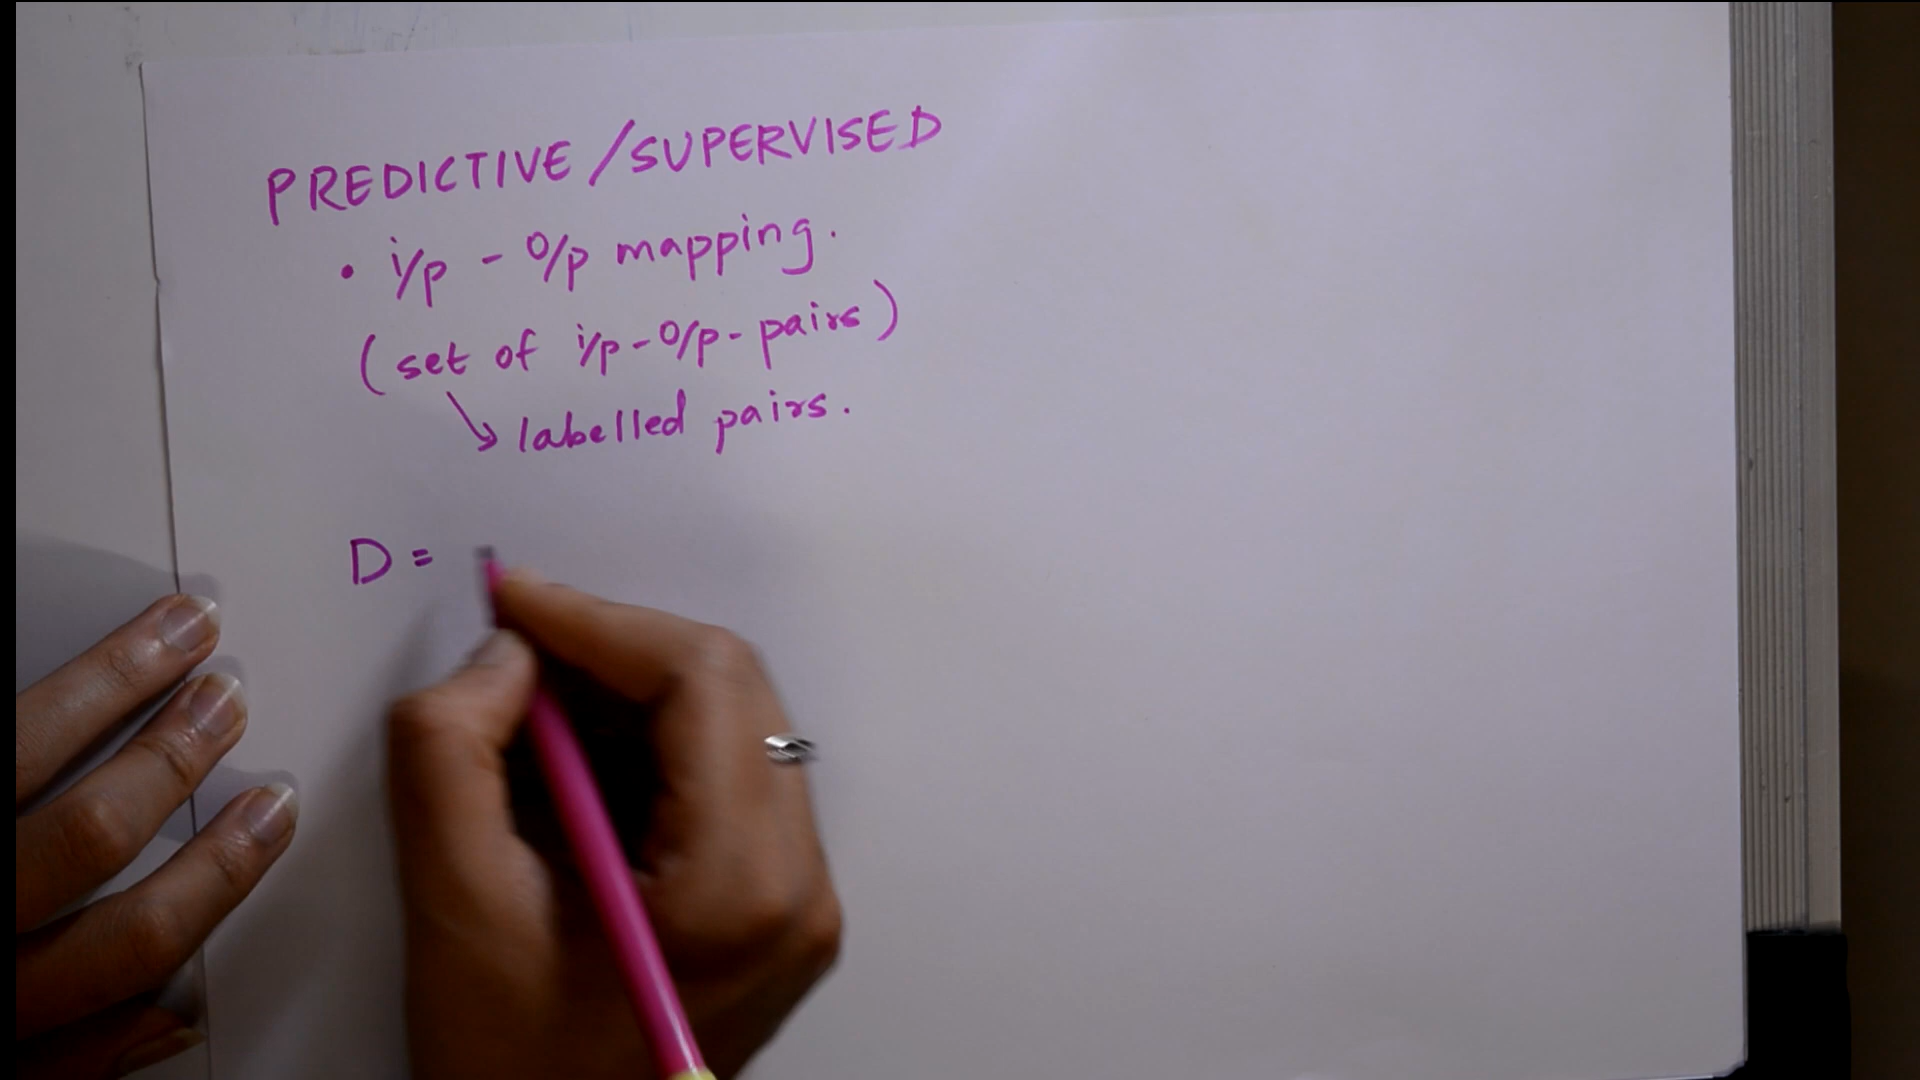 PREDICTIVE/SUPERVISED
• i/p - o/p mapping.
(set of i/p-o/p-pairs)
↘ labelled pairs.
D =